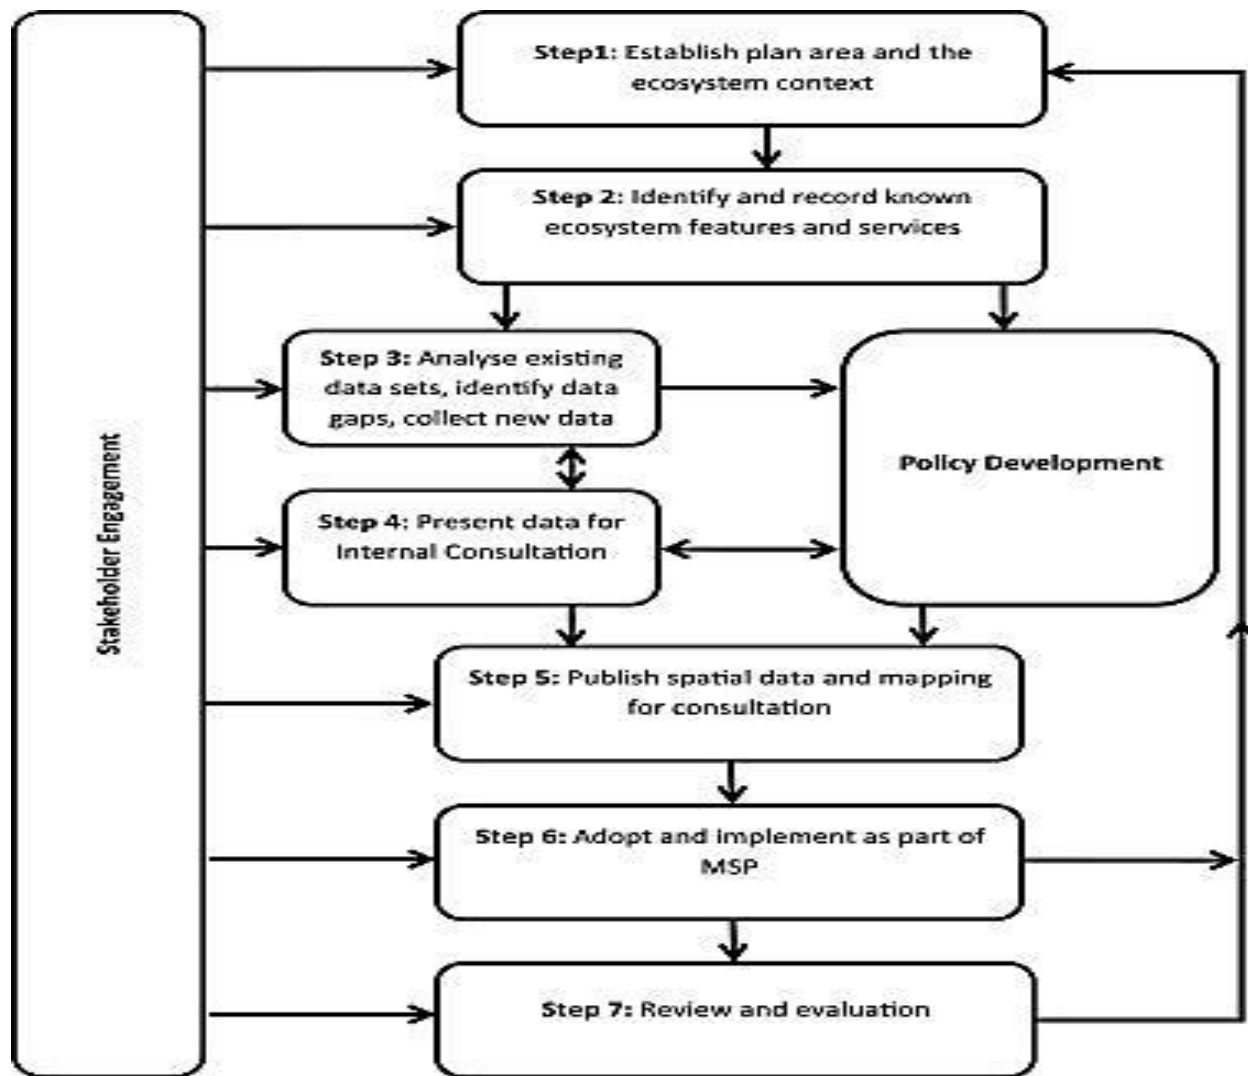 Stakeholder Engagement
Step1: Establish plan area and the
ecosystem context
Step 2: Identify and record known
ecosystem features and services
Step 3: Analyse existing
data sets, identify data
gaps, collect new data
Policy Development
Step 4: Present data for
Internal Consultation
Step 5: Publish spatial data and mapping
for consultation
Step 6: Adopt and implement as part of
MSP
Step 7: Review and evaluation